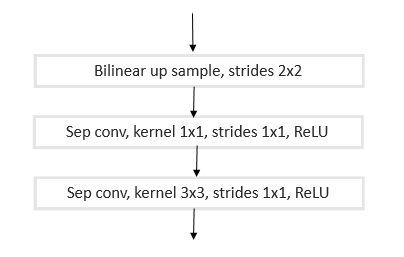 Bilinear up sample, strides 2x2
Sep conv, kernel 1x1, strides 1x1, ReLU
Sep conv, kernel 3x3, strides 1x1, ReLU